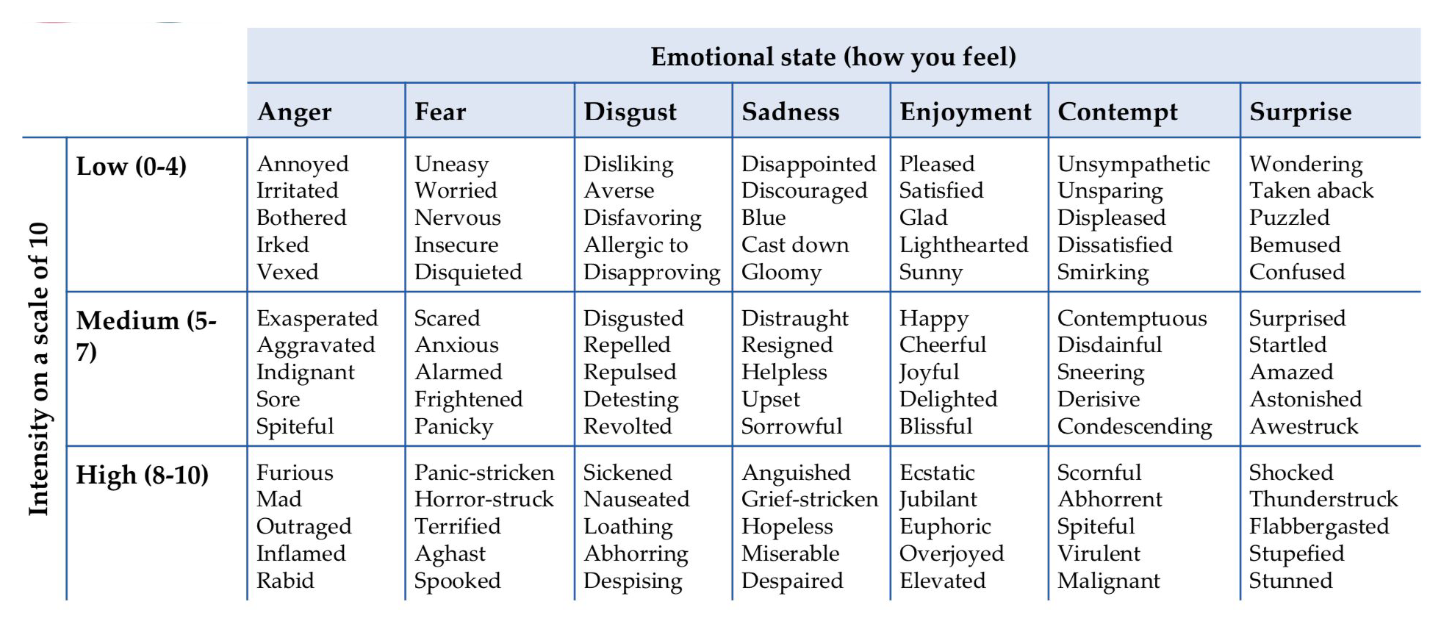 Emotional state (how you feel)
Anger Fear Disgust Sadness Enjoyment Contempt Surprise
Intensity on a scale of 10
Low (0-4) Annoyed Uneasy Disliking Disappointed Pleased Unsympathetic Wondering
Irritated Worried Averse Discouraged Satisfied Unsparing Taken aback
Bothered Nervous Disfavoring Blue Glad Displeased Puzzled
Irked Insecure Allergic to Cast down Lighthearted Dissatisfied Bemused
Vexed Disquieted Disapproving Gloomy Sunny Smirking Confused
Medium (5- Exasperated Scared Disgusted Distraught Happy Contemptuous Surprised
7) Aggravated Anxious Repelled Resigned Cheerful Disdainful Startled
Indignant Alarmed Repulsed Helpless Joyful Sneering Amazed
Sore Frightened Detesting Upset Delighted Derisive Astonished
Spiteful Panicky Revolted Sorrowful Blissful Condescending Awestruck
High (8-10) Furious Panic-stricken Sickened Anguished Ecstatic Scornful Shocked
Mad Horror-struck Nauseated Grief-stricken Jubilant Abhorrent Thunderstruck
Outraged Terrified Loathing Hopeless Euphoric Spiteful Flabbergasted
Inflamed Aghast Abhorring Miserable Overjoyed Virulent Stupefied
Rabid Spooked Despising Despaired Elevated Malignant Stunned